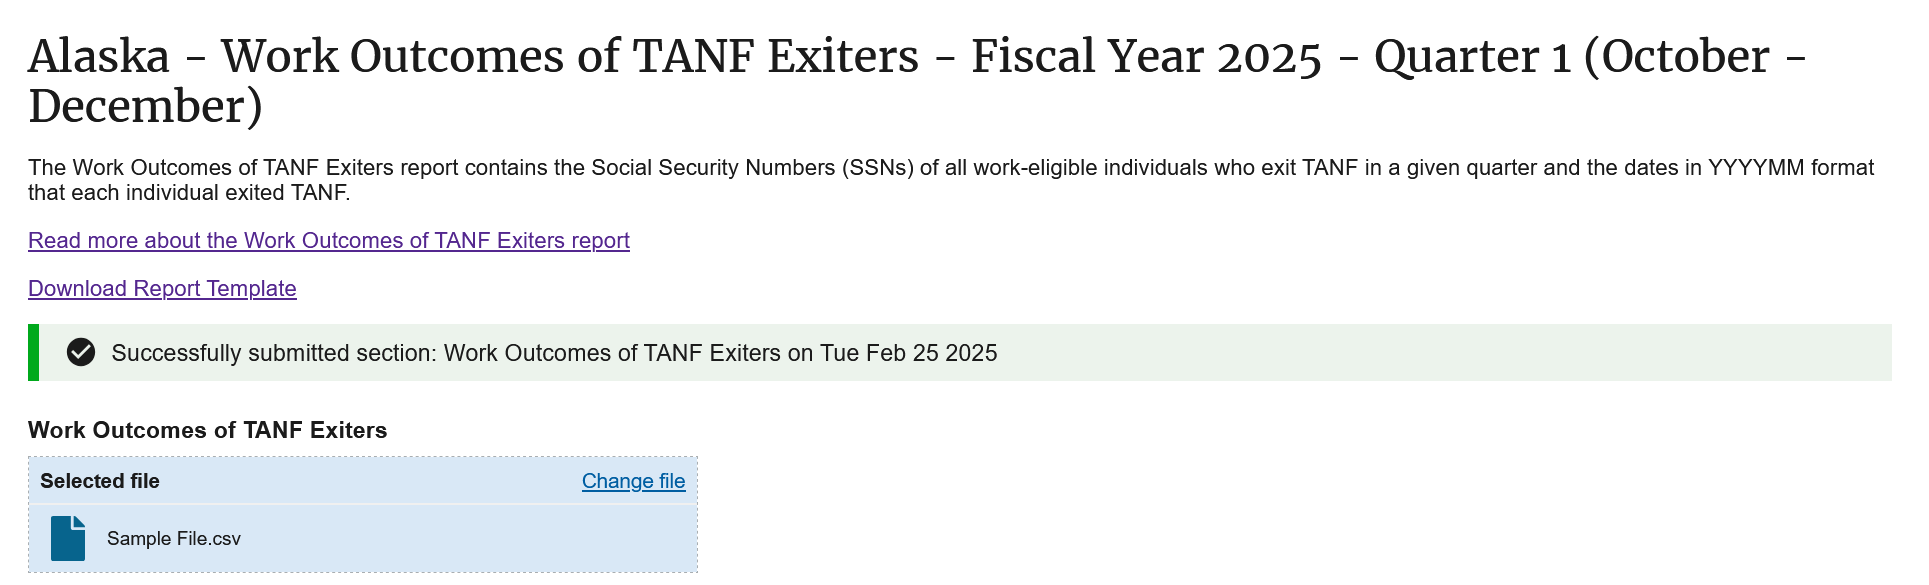 Alaska - Work Outcomes of TANF Exiters - Fiscal Year 2025 - Quarter 1 (October -
December)
The Work Outcomes of TANF Exiters report contains the Social Security Numbers (SSNs) of all work-eligible individuals who exit TANF in a given quarter and the dates in YYYYMM format
that each individual exited TANF.
Read more about the Work Outcomes of TANF Exiters report
Download Report Template
Successfully submitted section: Work Outcomes of TANF Exiters on Tue Feb 25 2025
Work Outcomes of TANF Exiters
Selected file Change file
Sample File.csv